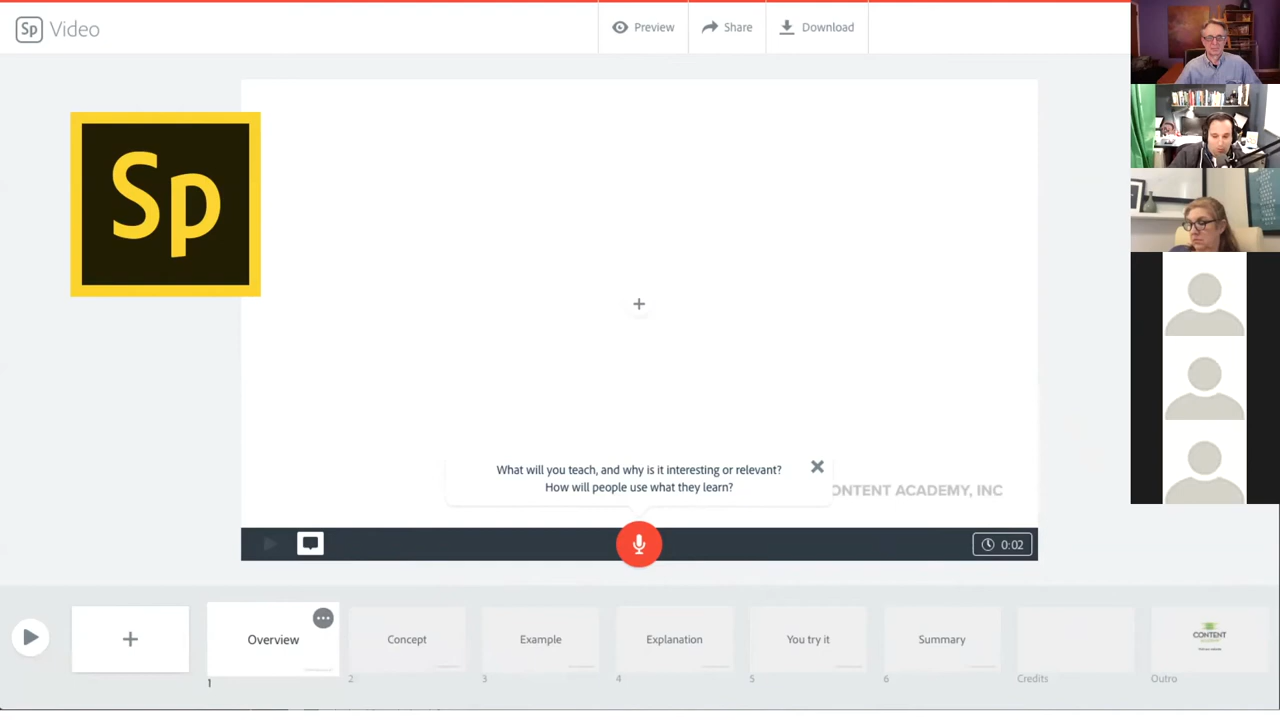 Sp Video
Preview
Share
Download
Sp
What will you teach, and why is it interesting or relevant?
How will people use what they learn?
ONTENT ACADEMY, INC
0:02
Overview
Concept
Example
Explanation
You try it
Summary
CONTENT
ACADEMY
1
2
3
4
5
6
Credits
Outro